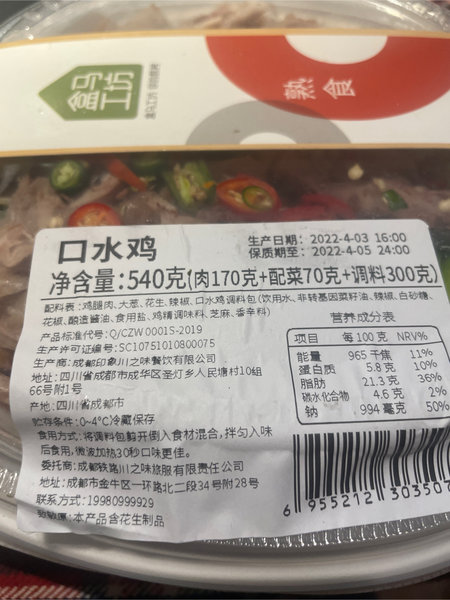 盒马
工坊
盒马工坊
熟食
口水鸡
生产日期：2022-4-03 16:00
保质期至：2022-4-05 24:00
净含量：540克(肉170克+配菜70克+调料300克)
配料表：鸡腿肉、大葱、花生、辣椒、口水鸡调料包（饮用水、非转基因菜籽油、辣椒、白砂糖、
花椒、酿造酱油、食用盐、鸡精调味料、芝麻、香辛料）
产品标准代号：Q/CZW 0001S-2019
生产许可证编号：SC10751010800075
生产商：成都印象川之味餐饮有限公司
地址：四川省成都市成华区圣灯乡人民塘村10组
66号附1号
产地：四川省成都市
贮存条件：0~4°C冷藏保存
食用方式：将调料包剪开倒入食材混合，拌匀入味
后食用，微波加热30秒口味更佳。
委托商：成都铁路川之味旅服有限责任公司
地址：成都市金牛区一环路北二段34号附28号
联系方式：19980999929
致敏源：本产品含花生制品
营养成分表
项目 每100克 NRV%
能量 965千焦 11%
蛋白质 5.8克 10%
脂肪 21.3克 36%
碳水化合物 4.6克 2%
钠 994毫克 50%
6 955212 303507